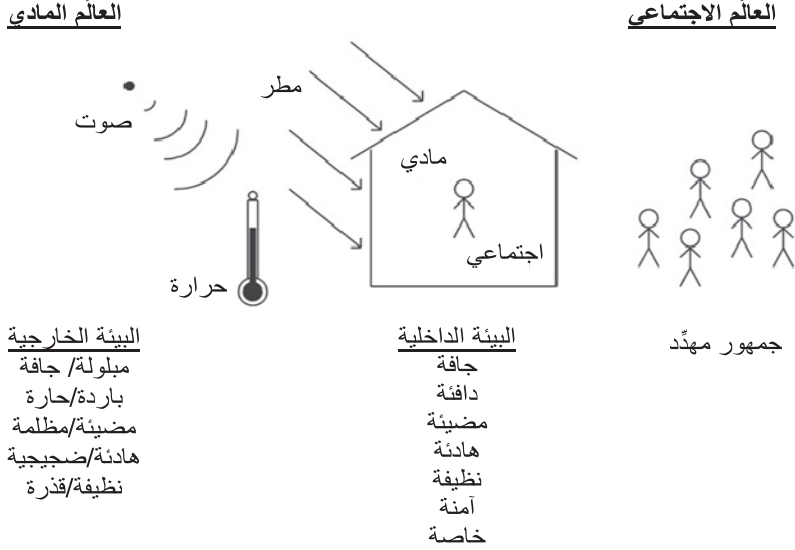 العالَم الاجتماعي
العالَم المادي
مطر
صوت
مادي
اجتماعي
حرارة
جمهور مهدِّد
البيئة الداخلية
جافة
دافئة
مضيئة
هادئة
نظيفة
آمنة
خاصة
البيئة الخارجية
مبلولة/ جافة
باردة/حارة
مضيئة/مظلمة
هادئة/ضجيجية
نظيفة/قذرة